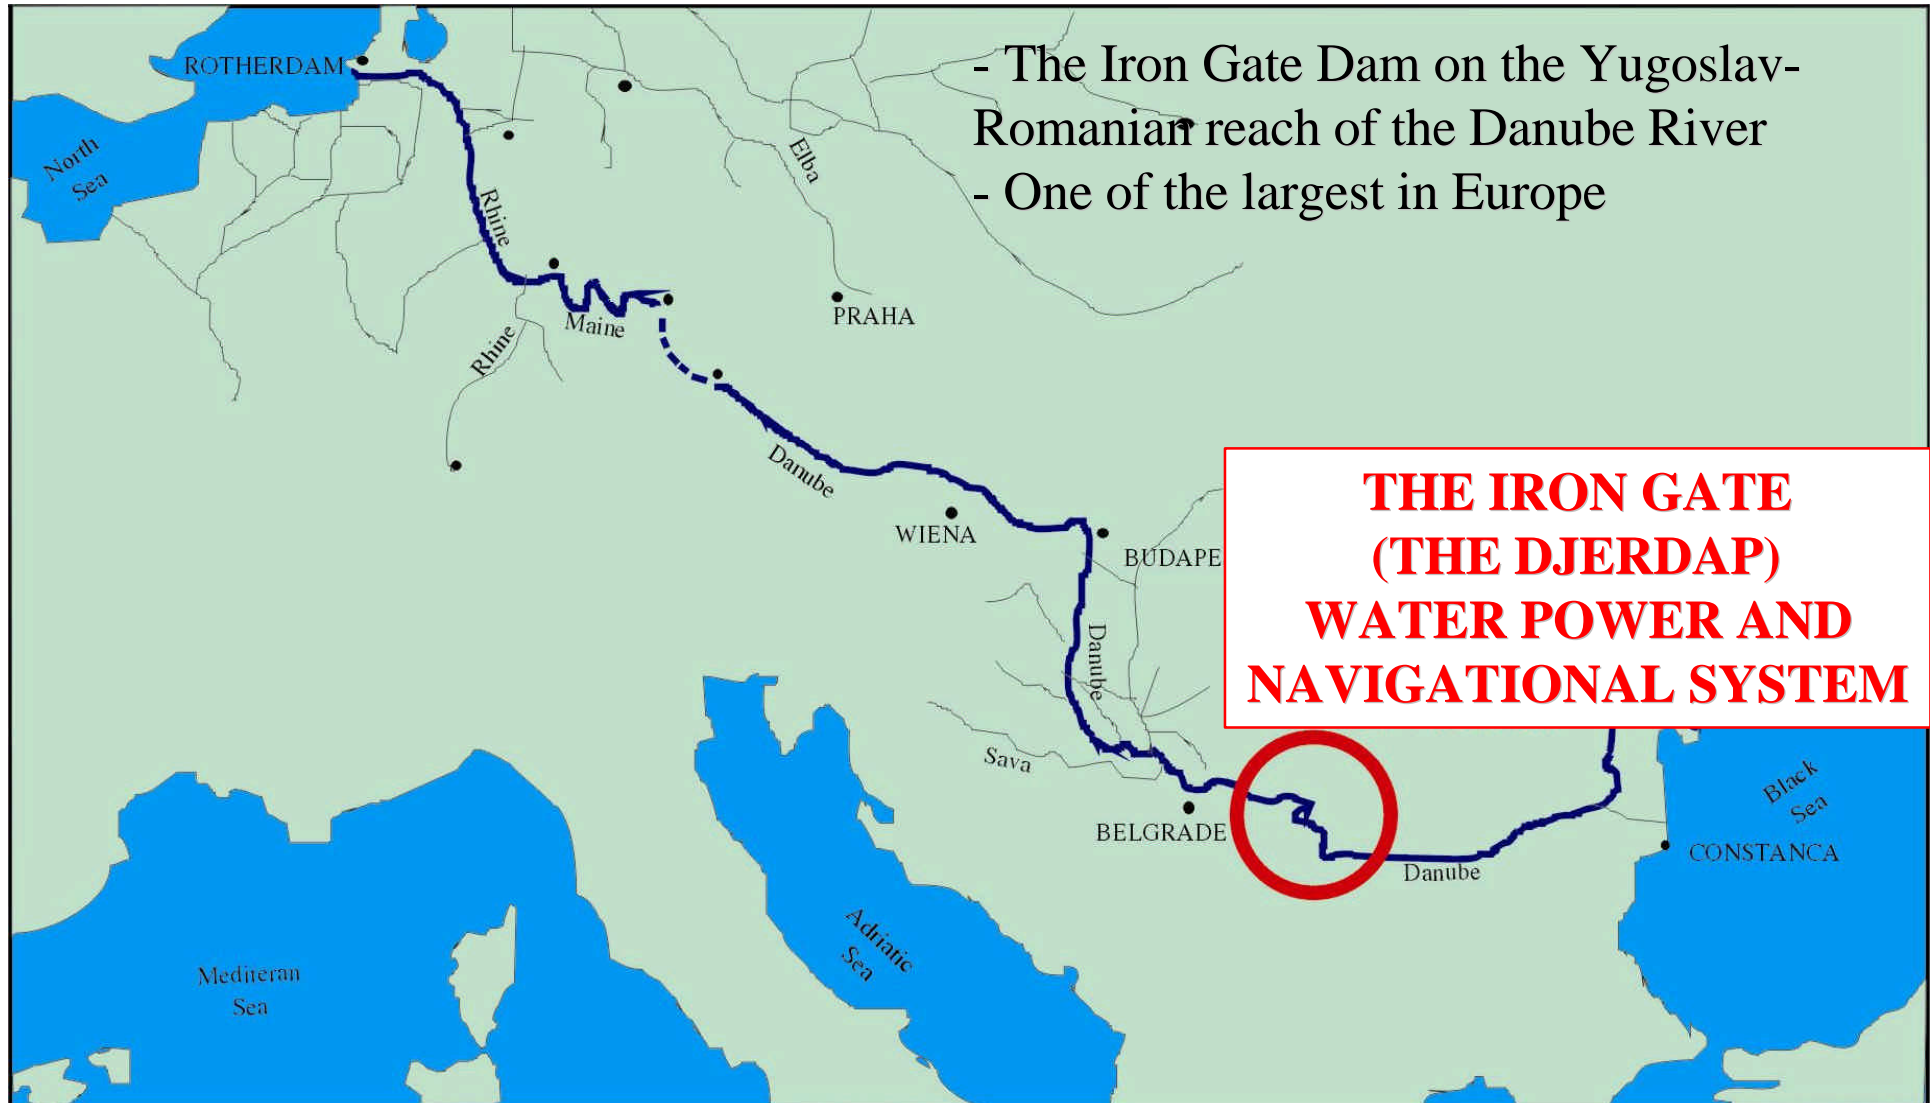 - The Iron Gate Dam on the Yugoslav-
Romanian reach of the Danube River
- One of the largest in Europe
ROTHERDAM
North
Sea
Elba
Rhine
Maine
Rhine
PRAHA
Danube
WIENA
BUDAPE
THE IRON GATE
(THE DJERDAP)
WATER POWER AND
NAVIGATIONAL SYSTEM
Danube
Sava
BELGRADE
Danube
Black
Sea
CONSTANCA
Adriatic
Sea
Mediteran
Sea